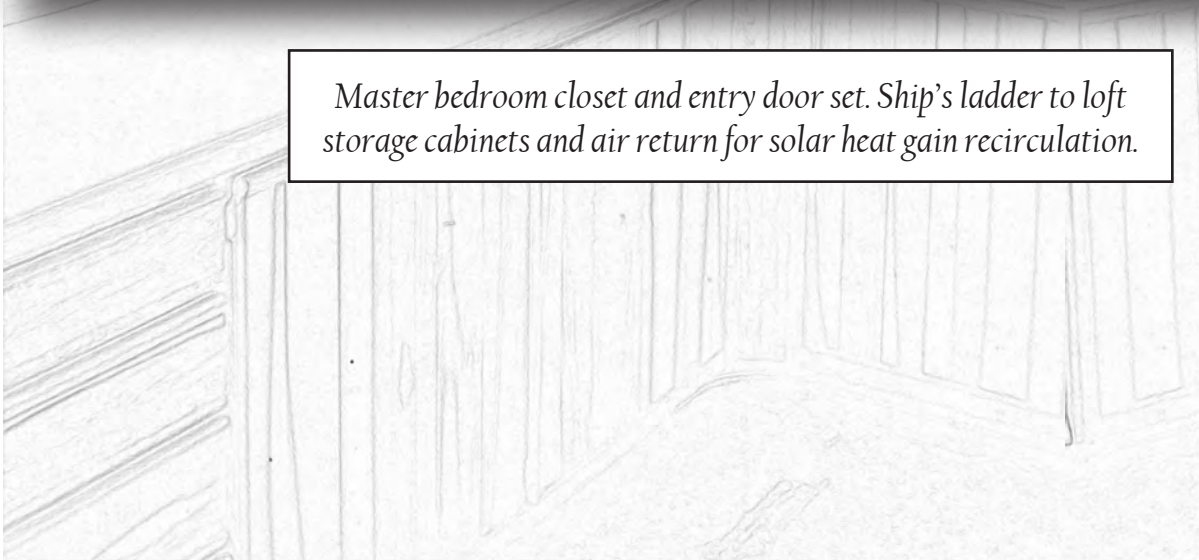 Master bedroom closet and entry door set. Ship’s ladder to loft
storage cabinets and air return for solar heat gain recirculation.